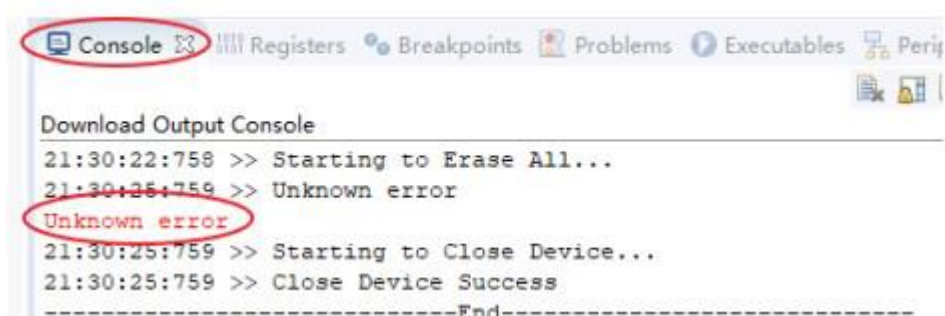 Console Registers Breakpoints Problems Executables
Download Output Console
21:30:22:758 >> Starting to Erase All...
21:30:25:759 >> Unknown error
Unknown error
21:30:25:759 >> Starting to Close Device...
21:30:25:759 >> Close Device Success
-----------------------------End-----------------------------